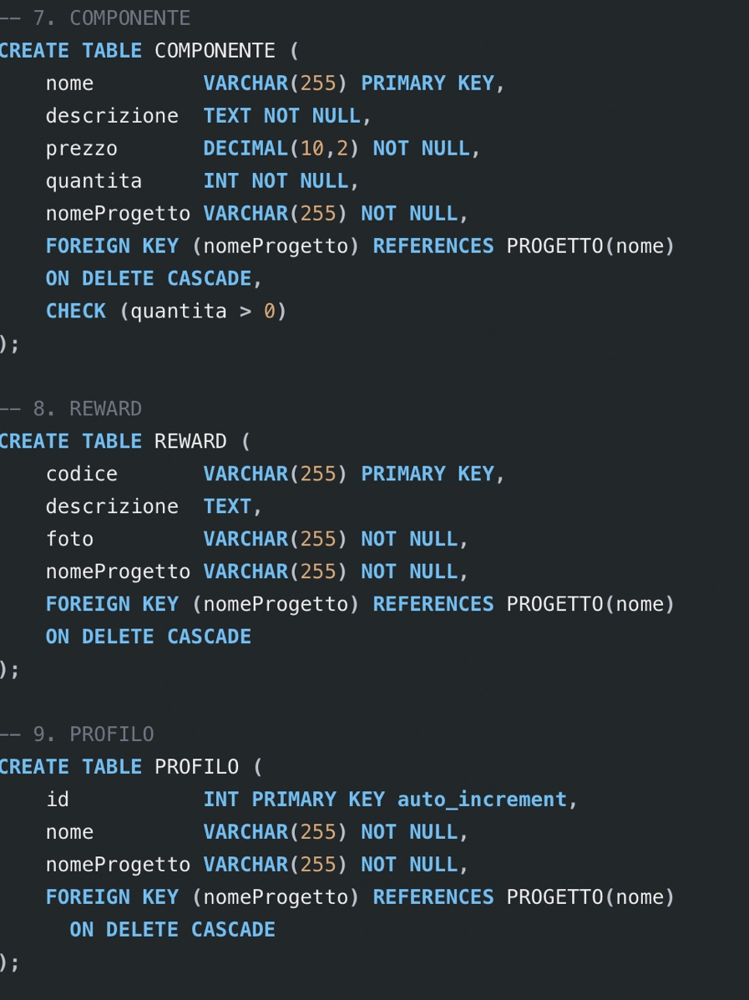 -- 7. COMPONENTE
CREATE TABLE COMPONENTE (
    nome         VARCHAR(255) PRIMARY KEY,
    descrizione  TEXT NOT NULL,
    prezzo       DECIMAL(10,2) NOT NULL,
    quantita     INT NOT NULL,
    nomeProgetto VARCHAR(255) NOT NULL,
    FOREIGN KEY (nomeProgetto) REFERENCES PROGETTO(nome)
    ON DELETE CASCADE,
    CHECK (quantita > 0)
);

-- 8. REWARD
CREATE TABLE REWARD (
    codice       VARCHAR(255) PRIMARY KEY,
    descrizione  TEXT,
    foto         VARCHAR(255) NOT NULL,
    nomeProgetto VARCHAR(255) NOT NULL,
    FOREIGN KEY (nomeProgetto) REFERENCES PROGETTO(nome)
    ON DELETE CASCADE
);

-- 9. PROFILO
CREATE TABLE PROFILO (
    id           INT PRIMARY KEY auto_increment,
    nome         VARCHAR(255) NOT NULL,
    nomeProgetto VARCHAR(255) NOT NULL,
    FOREIGN KEY (nomeProgetto) REFERENCES PROGETTO(nome)
      ON DELETE CASCADE
);